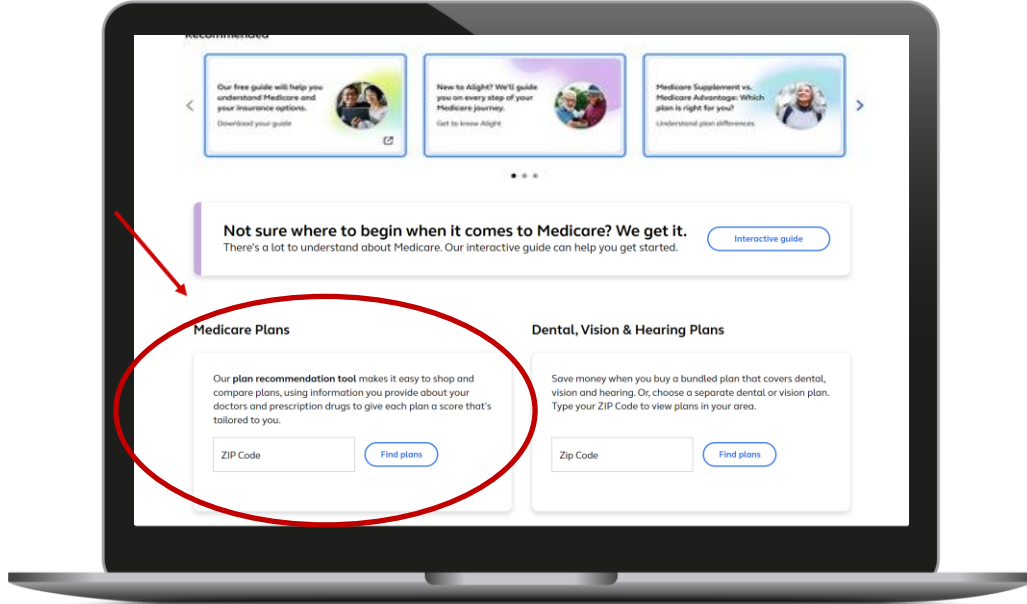 Recommended
Our free guide will help you
understand Medicare and
your insurance options.
Download your guide
New to Alight? We'll guide
you on every step of your
Medicare journey.
Get to know Alight
Medicare Supplement vs.
Medicare Advantage: Which
plan is right for you?
Understand plan differences
Not sure where to begin when it comes to Medicare? We get it.
There's a lot to understand about Medicare. Our interactive guide can help you get started.
Interactive guide
Medicare Plans
Our plan recommendation tool makes it easy to shop and
compare plans, using information you provide about your
doctors and prescription drugs to give each plan a score that's
tailored to you.
ZIP Code
Find plans
Dental, Vision & Hearing Plans
Save money when you buy a bundled plan that covers dental,
vision and hearing. Or, choose a separate dental or vision plan.
Type your ZIP Code to view plans in your area.
Zip Code
Find plans